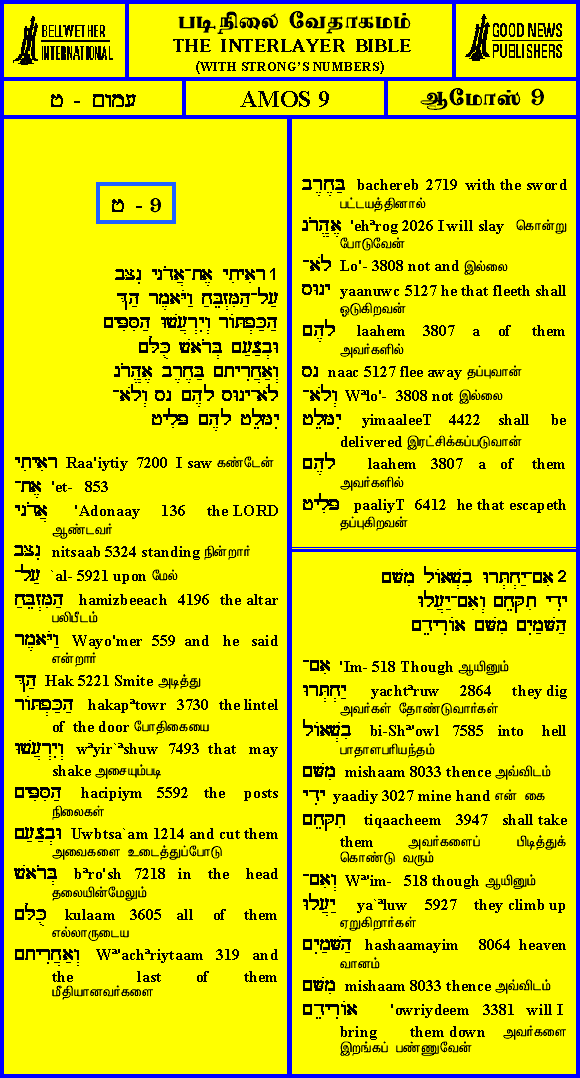 BELLWETHER
INTERNATIONAL
படிநிலை வேதாகமம்
THE INTERLAYER BIBLE
(WITH STRONG'S NUMBERS)
GOOD NEWS
PUBLISHERS
עמוס - ט
AMOS 9
ஆமோஸ் 9
ט - 9
1 רָאִיתִי אֶת־אֲדֹנָי נִצָּב
עַל־הַמִּזְבֵּחַ וַיֹּאמֶר הַךְ
הַכַּפְתּוֹר וְיִרְעֲשׁוּ הַסִּפִּים
וּבְצַעַם בְּרֹאשׁ כֻּלָּם
וְאַחֲרִיתָם בַּחֶרֶב אֶהֱרֹג
לֹא־יָנוּס לָהֶם נָס וְלֹא־
יִמָּלֵט לָהֶם פָּלִיט
רָאִיתִי Raa'iytiy 7200 I saw கண்டேன்
אֶת־ 'et- 853
אֲדֹנָי 'Adonaay 136 the LORD
ஆண்டவர்
נִצָּב nitsaab 5324 standing நின்றார்
עַל־ `al- 5921 upon மேல்
הַמִּזְבֵּחַ hamizbeeach 4196 the altar
பலிபீடம்
וַיֹּאמֶר Wayo'mer 559 and he said
என்றார்
הַךְ Hak 5221 Smite அடித்து
הַכַּפְתּוֹר hakapªtowr 3730 the lintel
of the door போதிகையை
וְיִרְעֲשׁוּ wªyir`ªshuw 7493 that may
shake அசையும்படி
הַסִּפִּים hacipiym 5592 the posts
நிலைகள்
וּבְצַעַם Uwbtsa`am 1214 and cut them
அவைகளை உடைத்துப்போடு
בְּרֹאשׁ bªro'sh 7218 in the head
தலையின்மேலும்
כֻּלָּם kulaam 3605 all of them
எல்லாருடைய
וְאַחֲרִיתָם Wª'achªriytaam 319 and
the last of them
மீதியானவர்களை
בַּחֶרֶב bachereb 2719 with the sword
பட்டயத்தினால்
אֶהֱרֹג 'ehªrog 2026 I will slay கொன்று
போடுவேன்
לֹא־ Lo'- 3808 not and இல்லை
יָנוּס yaanuwc 5127 he that fleeth shall
ஓடுகிறவன்
לָהֶם laahem 3807 a of them
அவர்களில்
נָס naac 5127 flee away தப்புவான்
וְלֹא־ Wªlo'- 3808 not இல்லை
יִמָּלֵט yimaaleeT 4422 shall be
delivered இரட்சிக்கப்படுவான்
לָהֶם laahem 3807 a of them
அவர்களில்
פָּלִיט paaliyT 6412 he that escapeth
தப்புகிறவன்
2 אִם־יַחְתְּרוּ בִשְׁאוֹל מִשָּׁם
יָדִי תִקָּחֵם וְאִם־יַעֲלוּ
הַשָּׁמַיִם מִשָּׁם אוֹרִידֵם
אִם־ 'Im- 518 Though ஆயினும்
יַחְתְּרוּ yachtªruw 2864 they dig
அவர்கள் தோண்டுவார்கள்
בִשְׁאוֹל bi-Shª'owl 7585 into hell
பாதாளபரியந்தம்
מִשָּׁם mishaam 8033 thence அவ்விடம்
יָדִי yaadiy 3027 mine hand என் கை
תִקָּחֵם tiqaacheem 3947 shall take
them அவர்களைப் பிடித்துக்
கொண்டு வரும்
וְאִם־ Wª'im- 518 though ஆயினும்
יַעֲלוּ ya`ªluw 5927 they climb up
ஏறுகிறார்கள்
הַשָּׁמַיִם hashaamayim 8064 heaven
வானம்
מִשָּׁם mishaam 8033 thence அவ்விடம்
אוֹרִידֵם 'owriydeem 3381 will I
bring them down அவர்களை
இறங்கப் பண்ணுவேன்